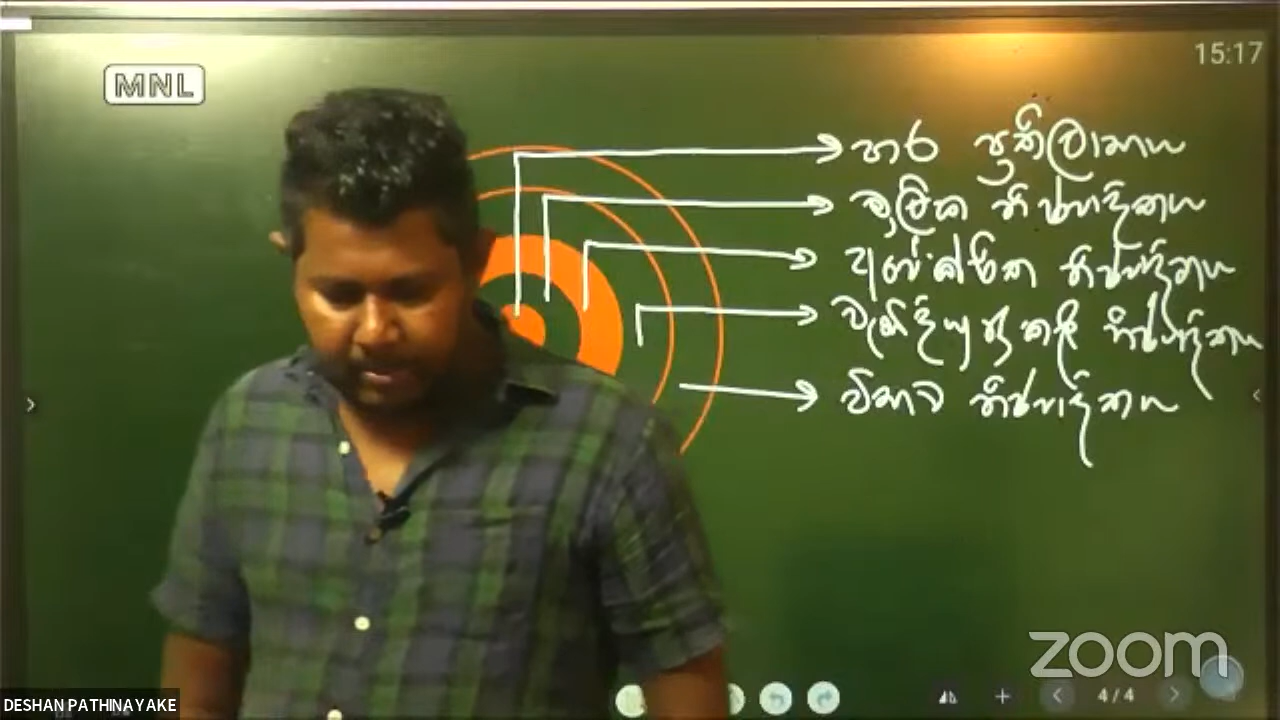 MNL
15:17
හර ප්‍රතිලාභය
මූලික නිෂ්පාදිතය
අපේක්ෂිත නිෂ්පාදිතය
වැඩිදියුණු කළ නිෂ්පාදිතය
විභව නිෂ්පාදිතය
zoom
4/4
DESHAN PATHINAYAKE